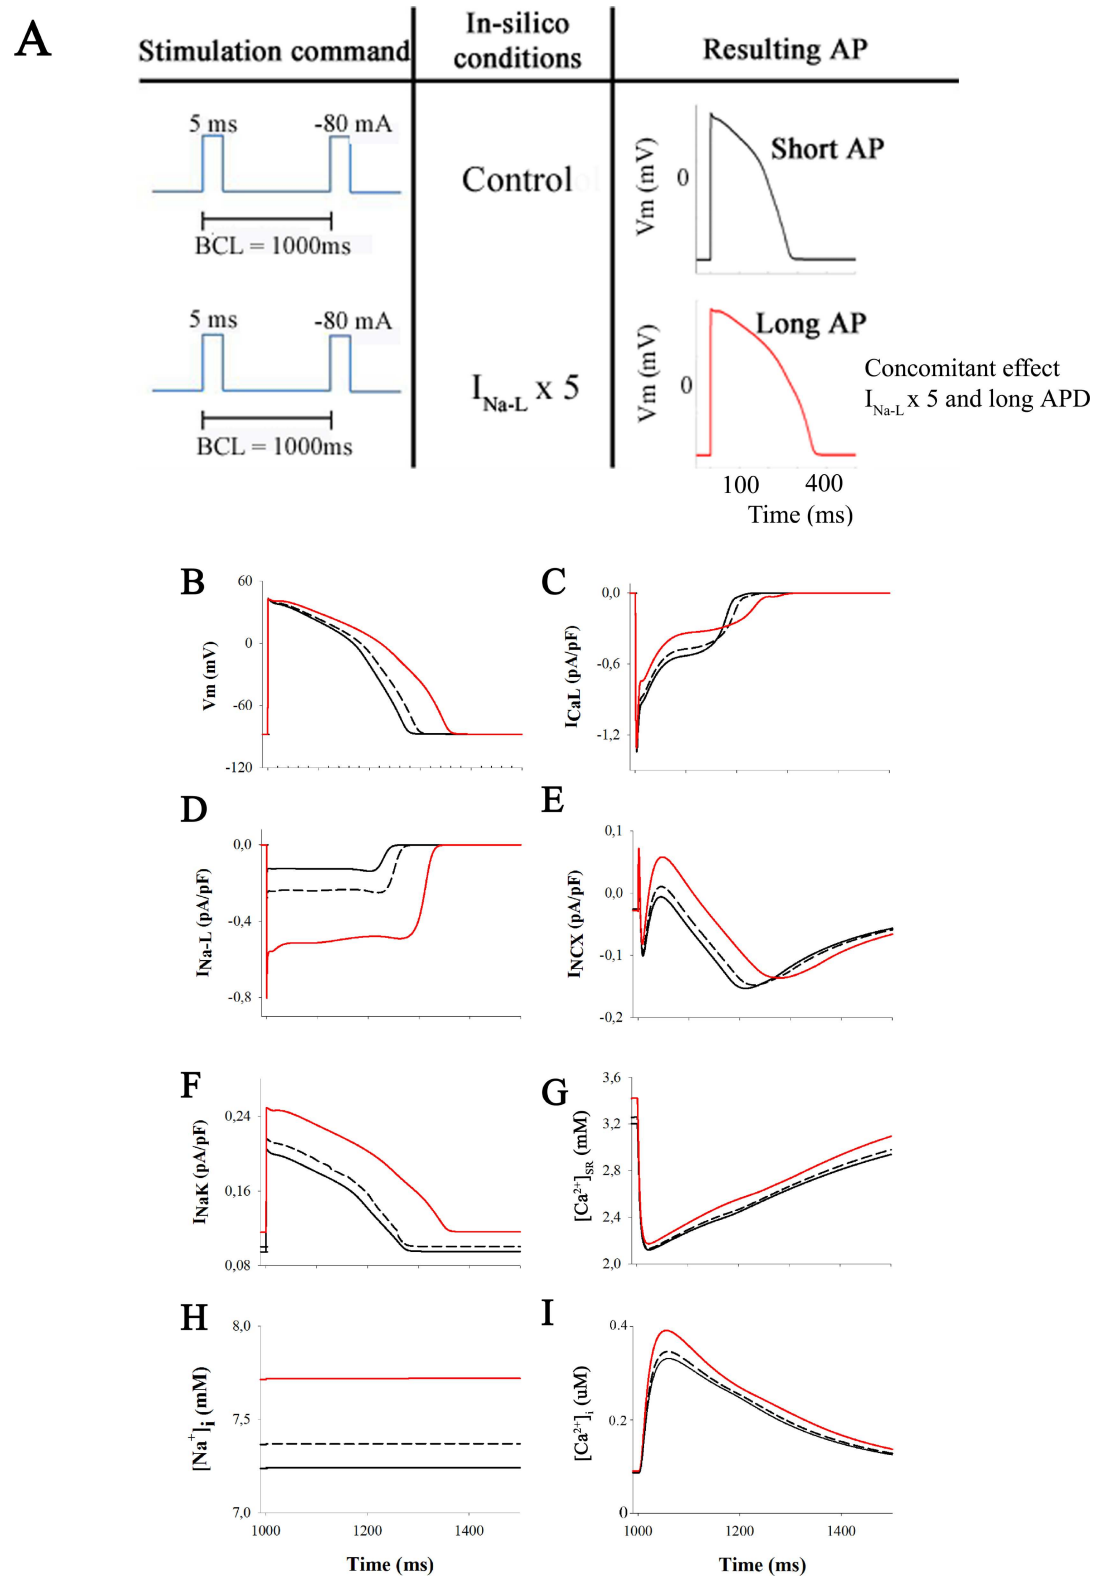 A
Stimulation command
In-silico
conditions
Resulting AP
5 ms
-80 mA
BCL = 1000ms
Control
Vm (mV)
0
Short AP
5 ms
-80 mA
BCL = 1000ms
I_Na-L x 5
Vm (mV)
0
Long AP
Concomitant effect
I_Na-L x 5 and long APD
100
400
Time (ms)
B
60
0
-60
-120
Vm (mV)
C
0,0
-0,6
-1,2
ICaL (pA/pF)
D
0,0
-0,4
-0,8
INa-L (pA/pF)
E
0,1
0,0
-0,1
-0,2
INCX (pA/pF)
F
0,24
0,16
0,08
INaK (pA/pF)
G
3,6
3,2
2,8
2,4
2,0
[Ca2+]SR (mM)
H
8,0
7,5
7,0
[Na+]i (mM)
1000
1200
1400
Time (ms)
I
0.4
0.2
0
[Ca2+]i (uM)
1000
1200
1400
Time (ms)